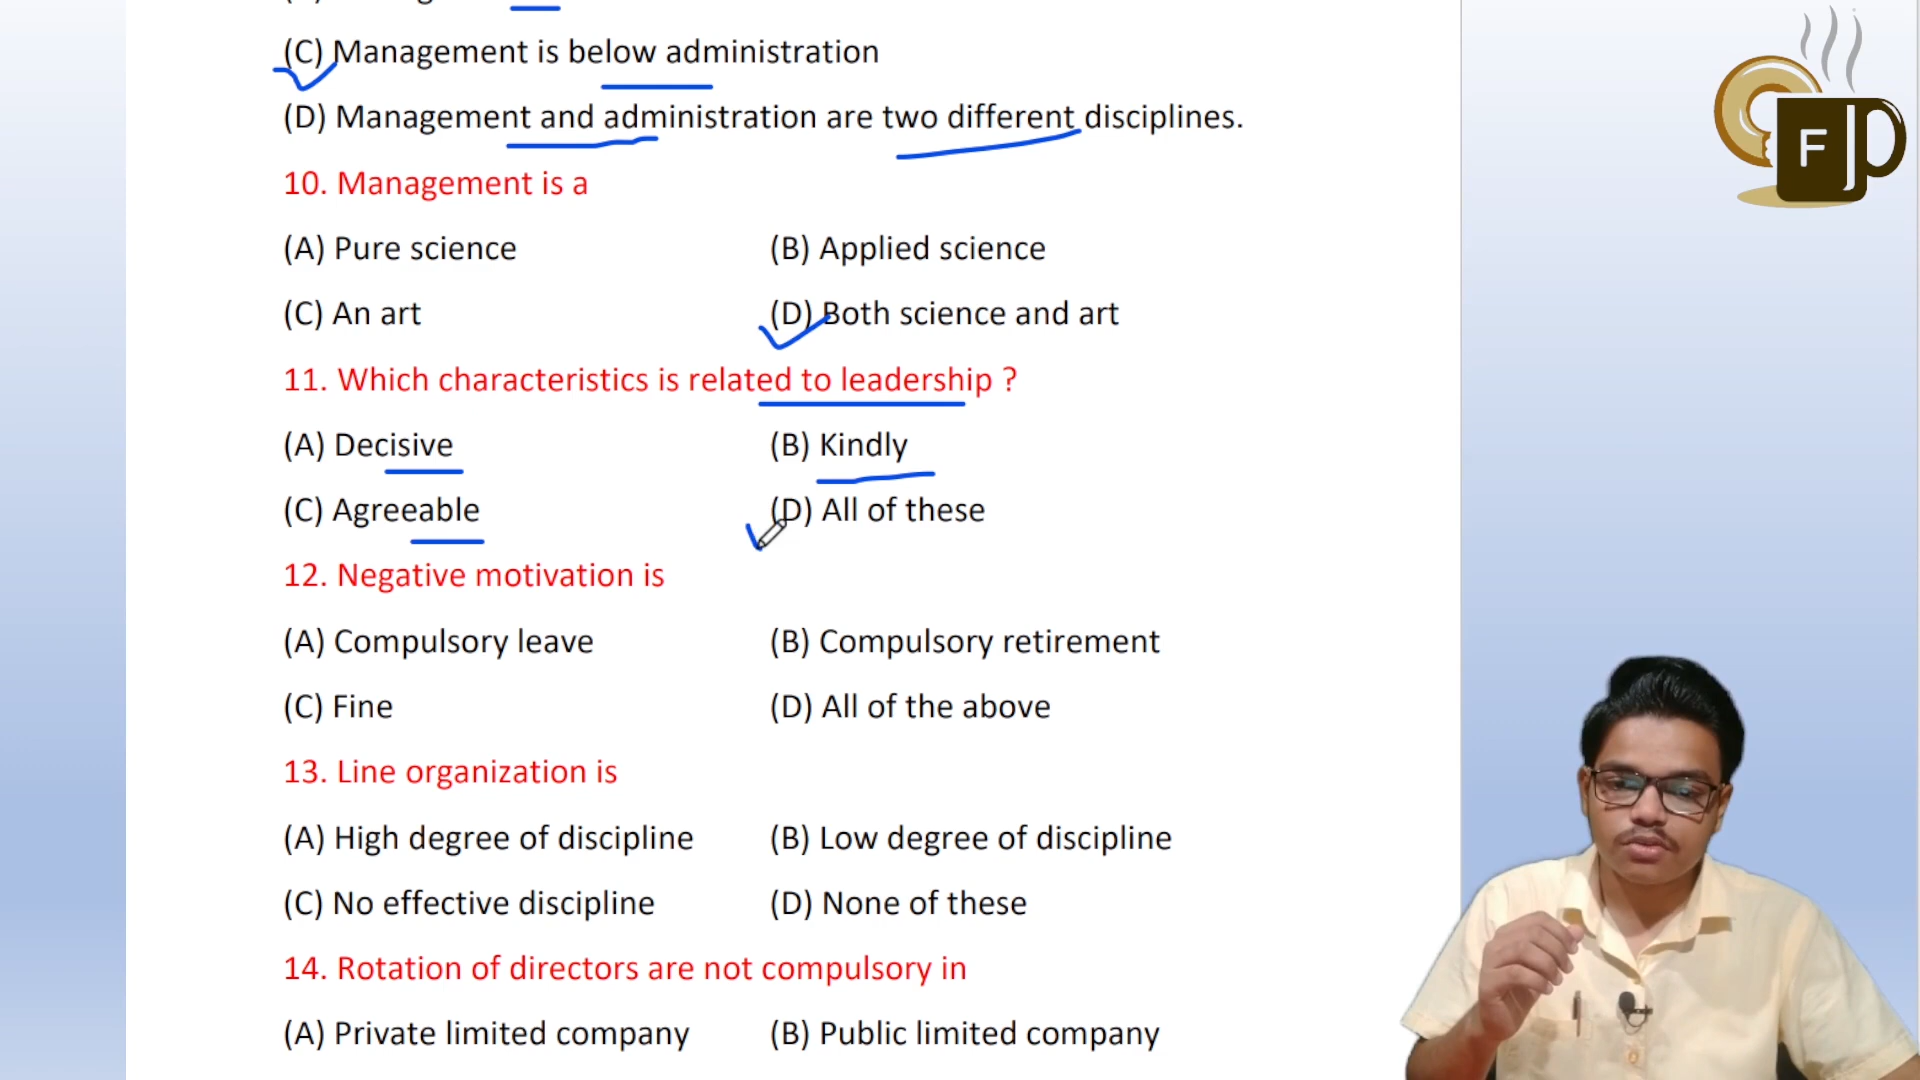 (C) Management is below administration
(D) Management and administration are two different disciplines.
10. Management is a
(A) Pure science (B) Applied science
(C) An art (D) Both science and art
11. Which characteristics is related to leadership ?
(A) Decisive (B) Kindly
(C) Agreeable (D) All of these
12. Negative motivation is
(A) Compulsory leave (B) Compulsory retirement
(C) Fine (D) All of the above
13. Line organization is
(A) High degree of discipline (B) Low degree of discipline
(C) No effective discipline (D) None of these
14. Rotation of directors are not compulsory in
(A) Private limited company (B) Public limited company
F J